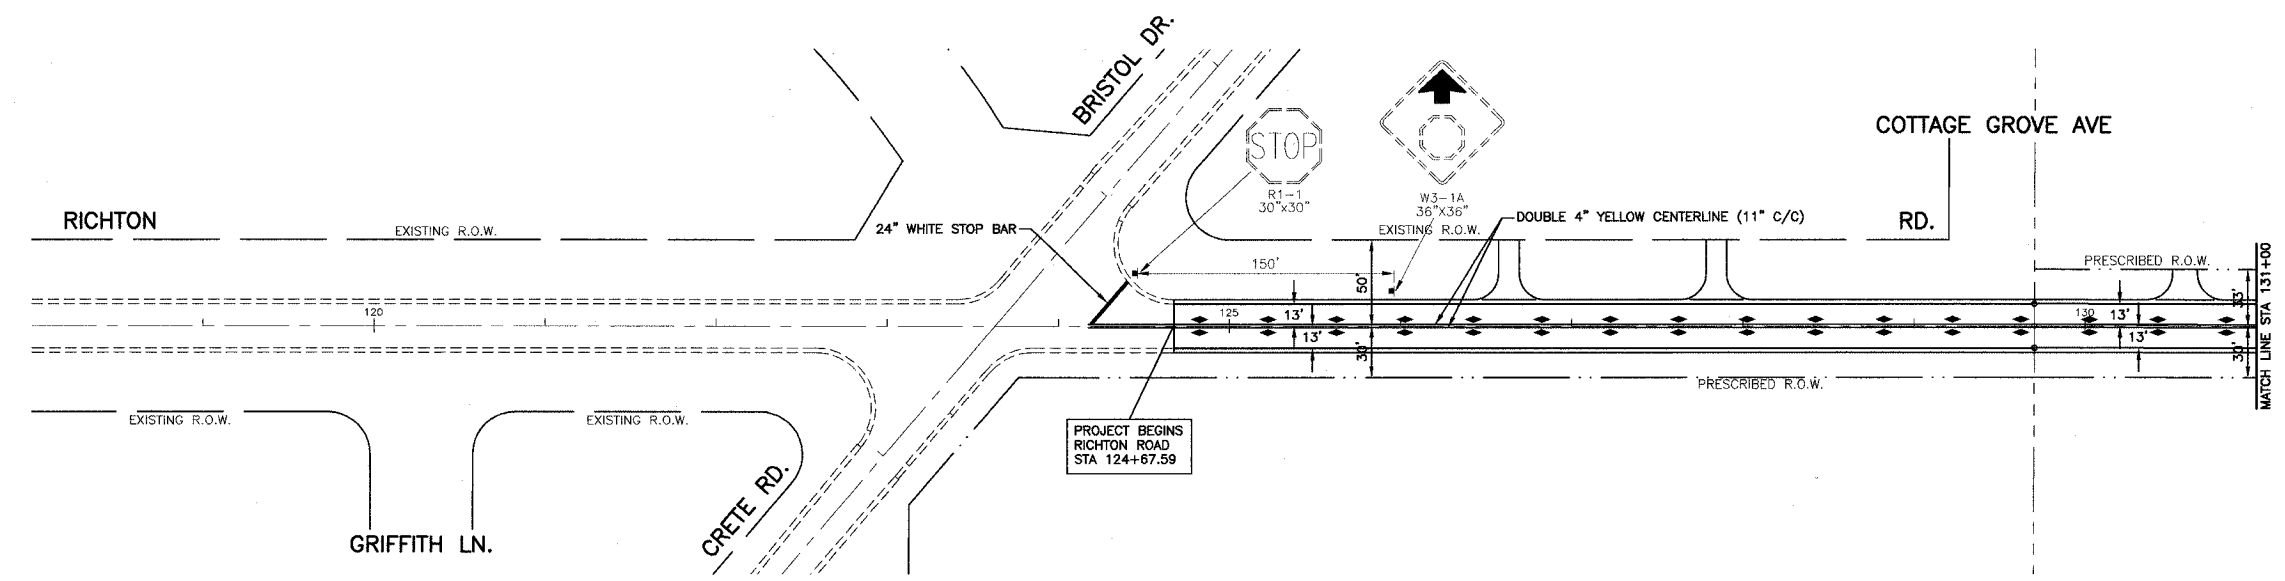 BRISTOL DR.
COTTAGE GROVE AVE
STOP
R1-1
30"x30"
W3-1A
36"X36"
RICHTON
EXISTING R.O.W.
24" WHITE STOP BAR
DOUBLE 4" YELLOW CENTERLINE (11" C/C)
EXISTING R.O.W.
RD.
150'
50'
PRESCRIBED R.O.W.
33'
120
125
13'
13'
30'
130
13'
13'
30'
MATCH LINE STA 131+00
PRESCRIBED R.O.W.
EXISTING R.O.W.
EXISTING R.O.W.
PROJECT BEGINS
RICHTON ROAD
STA 124+67.59
CRETE RD.
GRIFFITH LN.